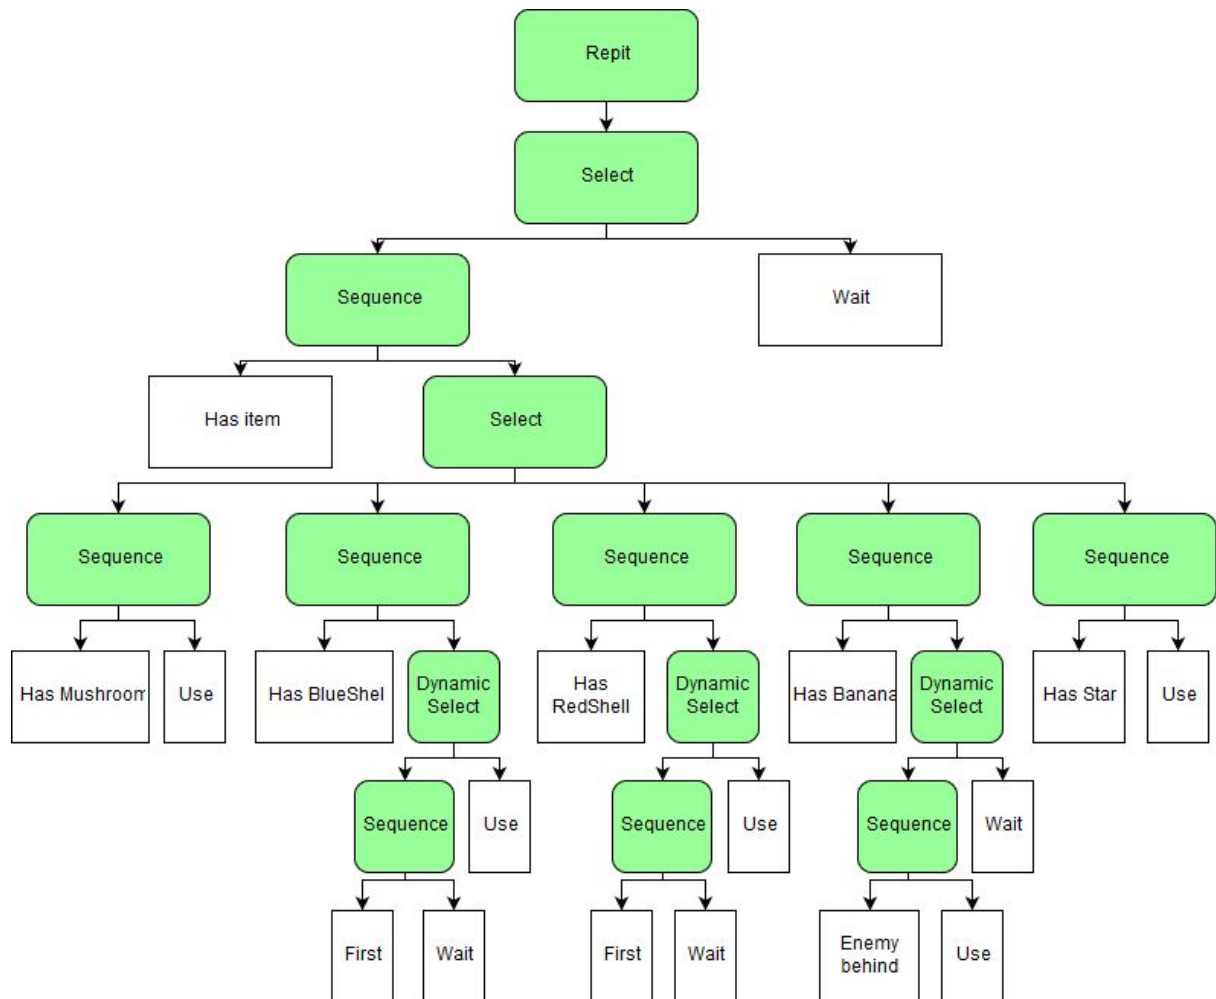 Repit
Select
Sequence
Wait
Has item
Select
Sequence
Sequence
Sequence
Sequence
Sequence
Has Mushroom
Use
Has BlueShel
Dynamic
Select
Has
RedShell
Dynamic
Select
Has Banana
Dynamic
Select
Has Star
Use
Sequence
Use
Sequence
Use
Sequence
Wait
First
Wait
First
Wait
Enemy
behind
Use